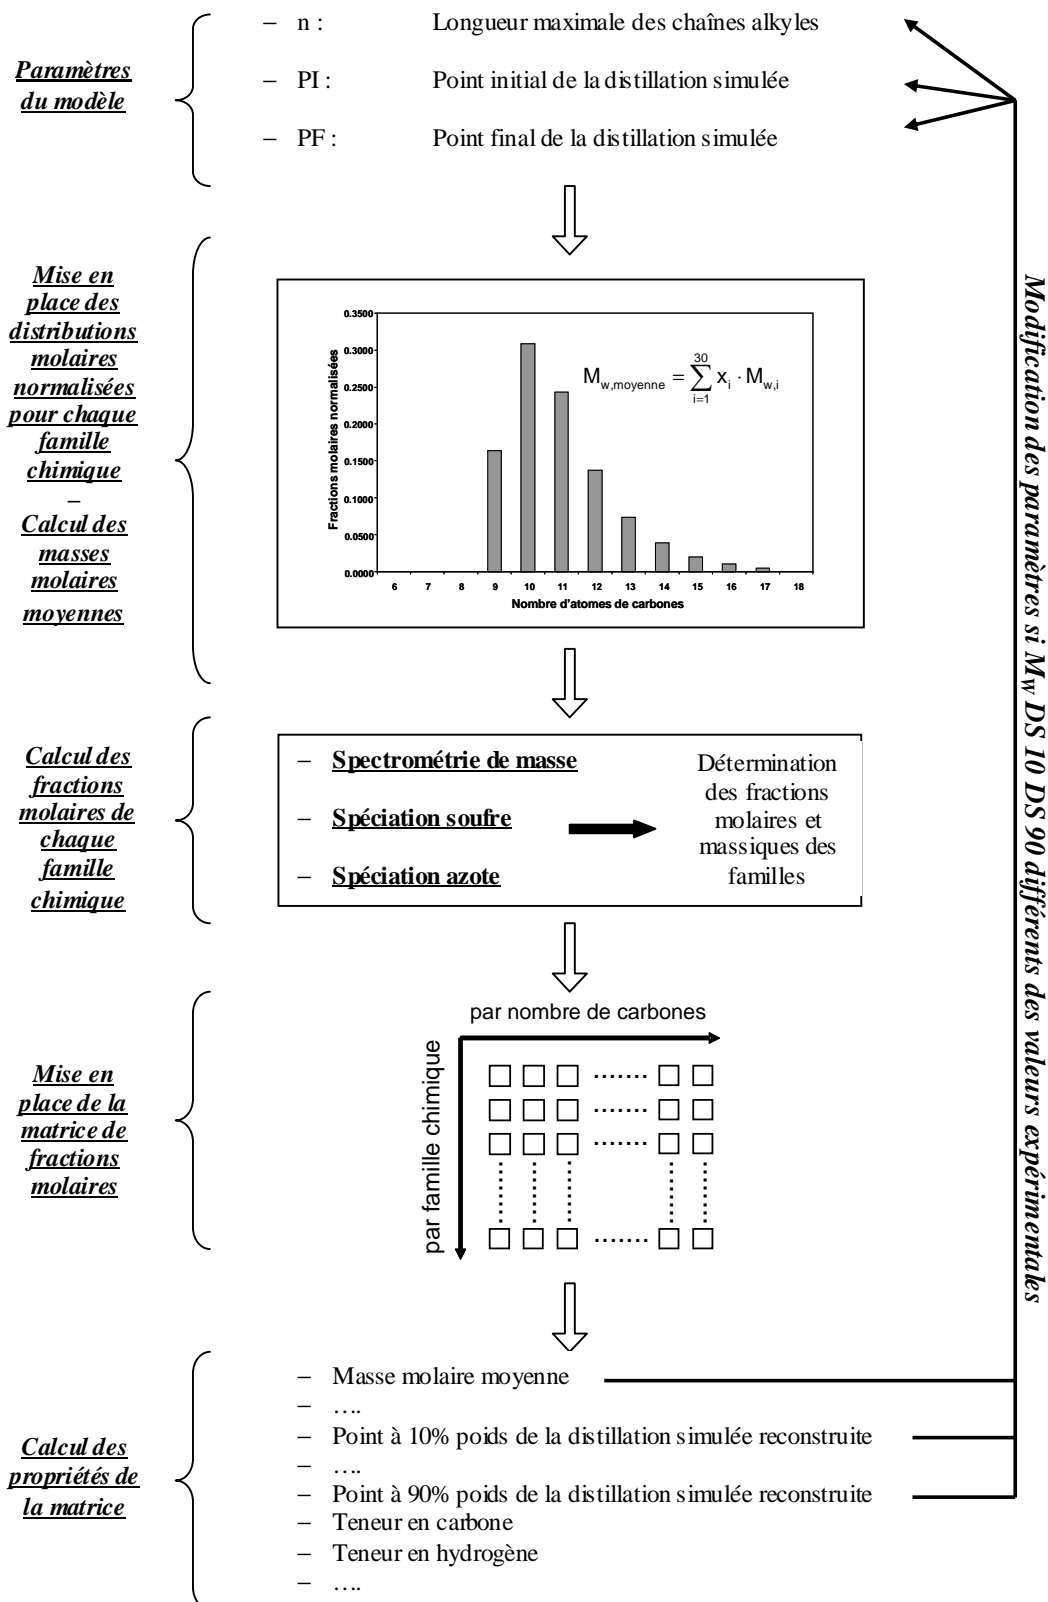 Paramètres
du modèle
– n : Longueur maximale des chaînes alkyles
– PI : Point initial de la distillation simulée
– PF : Point final de la distillation simulée
Mise en
place des
distributions
molaires
normalisées
pour chaque
famille
chimique
–
Calcul des
masses
molaires
moyennes
Fractions molaires normalisées
0.3500
0.3000
0.2500
0.2000
0.1500
0.1000
0.0500
0.0000
6 7 8 9 10 11 12 13 14 15 16 17 18
Nombre d'atomes de carbones
M_{w,moyenne} = \sum_{i=1}^{30} x_i · M_{w,i}
Calcul des
fractions
molaires de
chaque
famille
chimique
– Spectrométrie de masse
– Spéciation soufre
– Spéciation azote
Détermination
des fractions
molaires et
massiques des
familles
Mise en
place de la
matrice de
fractions
molaires
par nombre de carbones
par famille chimique
Calcul des
propriétés de
la matrice
– Masse molaire moyenne
– ....
– Point à 10% poids de la distillation simulée reconstruite
– ....
– Point à 90% poids de la distillation simulée reconstruite
– Teneur en carbone
– Teneur en hydrogène
– ....
Modification des paramètres si M_W DS 10 DS 90 différents des valeurs expérimentales